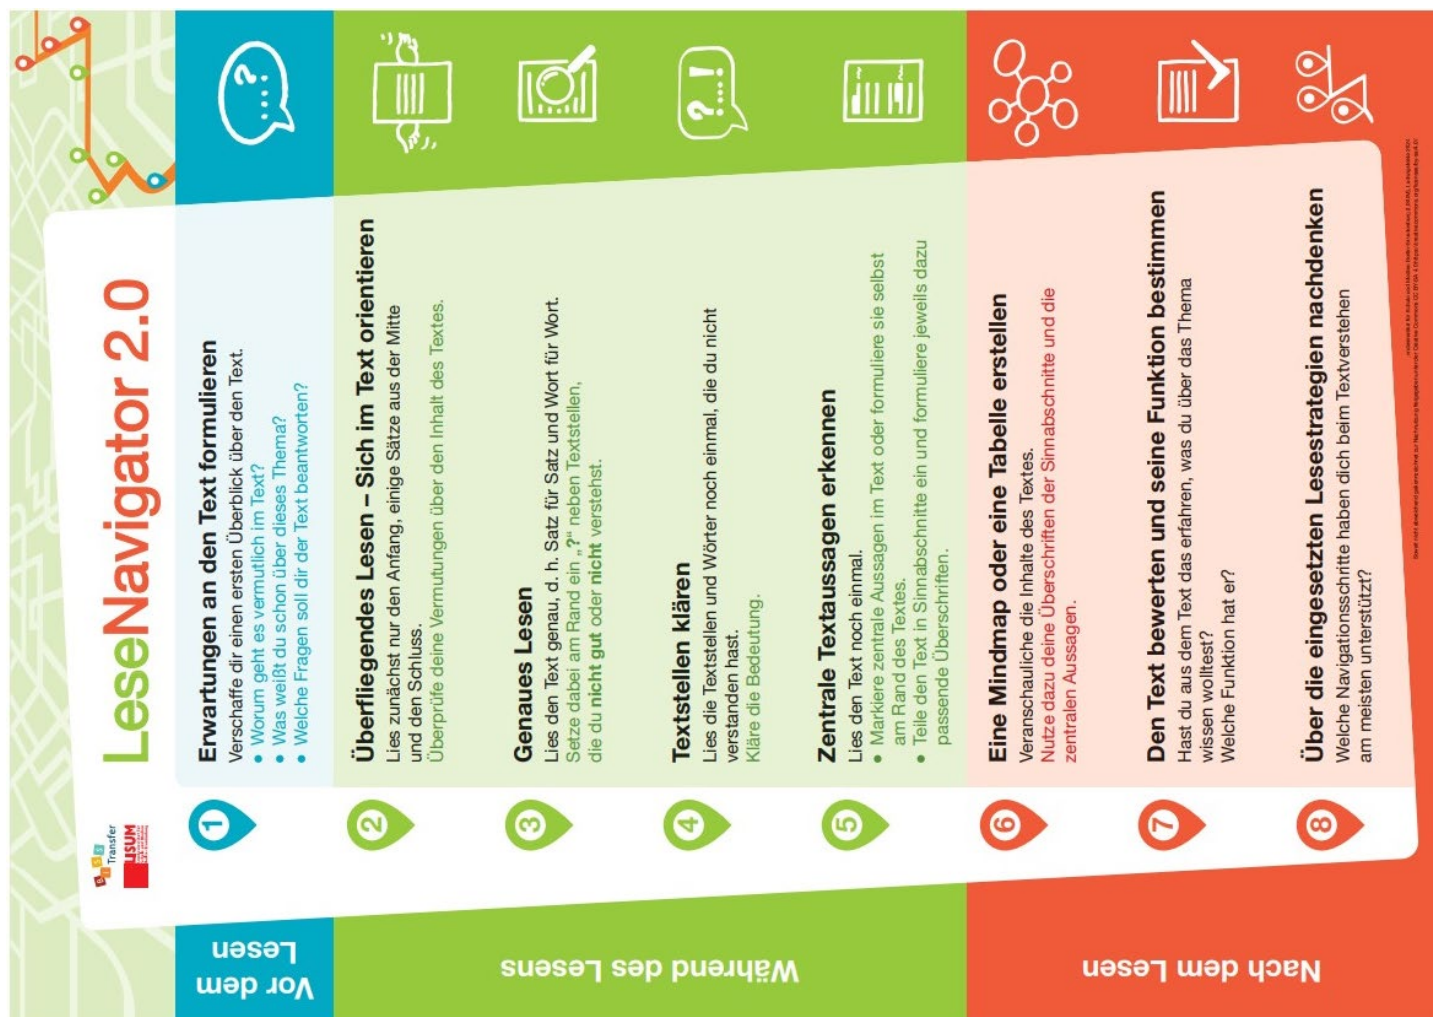 BiSS
Transfer
LISUM
LeseNavigator 2.0
Vor dem
Lesen
1
Erwartungen an den Text formulieren
Verschaffe dir einen ersten Überblick über den Text.
• Worum geht es vermutlich im Text?
• Was weißt du schon über dieses Thema?
• Welche Fragen soll dir der Text beantworten?
?
....
Während des Lesens
2
Überfliegendes Lesen – Sich im Text orientieren
Lies zunächst nur den Anfang, einige Sätze aus der Mitte
und den Schluss.
Überprüfe deine Vermutungen über den Inhalt des Textes.
3
Genaues Lesen
Lies den Text genau, d. h. Satz für Satz und Wort für Wort.
Setze dabei am Rand ein „?“ neben Textstellen,
die du nicht gut oder nicht verstehst.
4
Textstellen klären
Lies die Textstellen und Wörter noch einmal, die du nicht
verstanden hast.
Kläre die Bedeutung.
?...!
5
Zentrale Textaussagen erkennen
Lies den Text noch einmal.
• Markiere zentrale Aussagen im Text oder formuliere sie selbst
am Rand des Textes.
• Teile den Text in Sinnabschnitte ein und formuliere jeweils dazu
passende Überschriften.
Nach dem Lesen
6
Eine Mindmap oder eine Tabelle erstellen
Veranschauliche die Inhalte des Textes.
Nutze dazu deine Überschriften der Sinnabschnitte und die
zentralen Aussagen.
7
Den Text bewerten und seine Funktion bestimmen
Hast du aus dem Text das erfahren, was du über das Thema
wissen wolltest?
Welche Funktion hat er?
8
Über die eingesetzten Lesestrategien nachdenken
Welche Navigationsschritte haben dich beim Textverstehen
am meisten unterstützt?